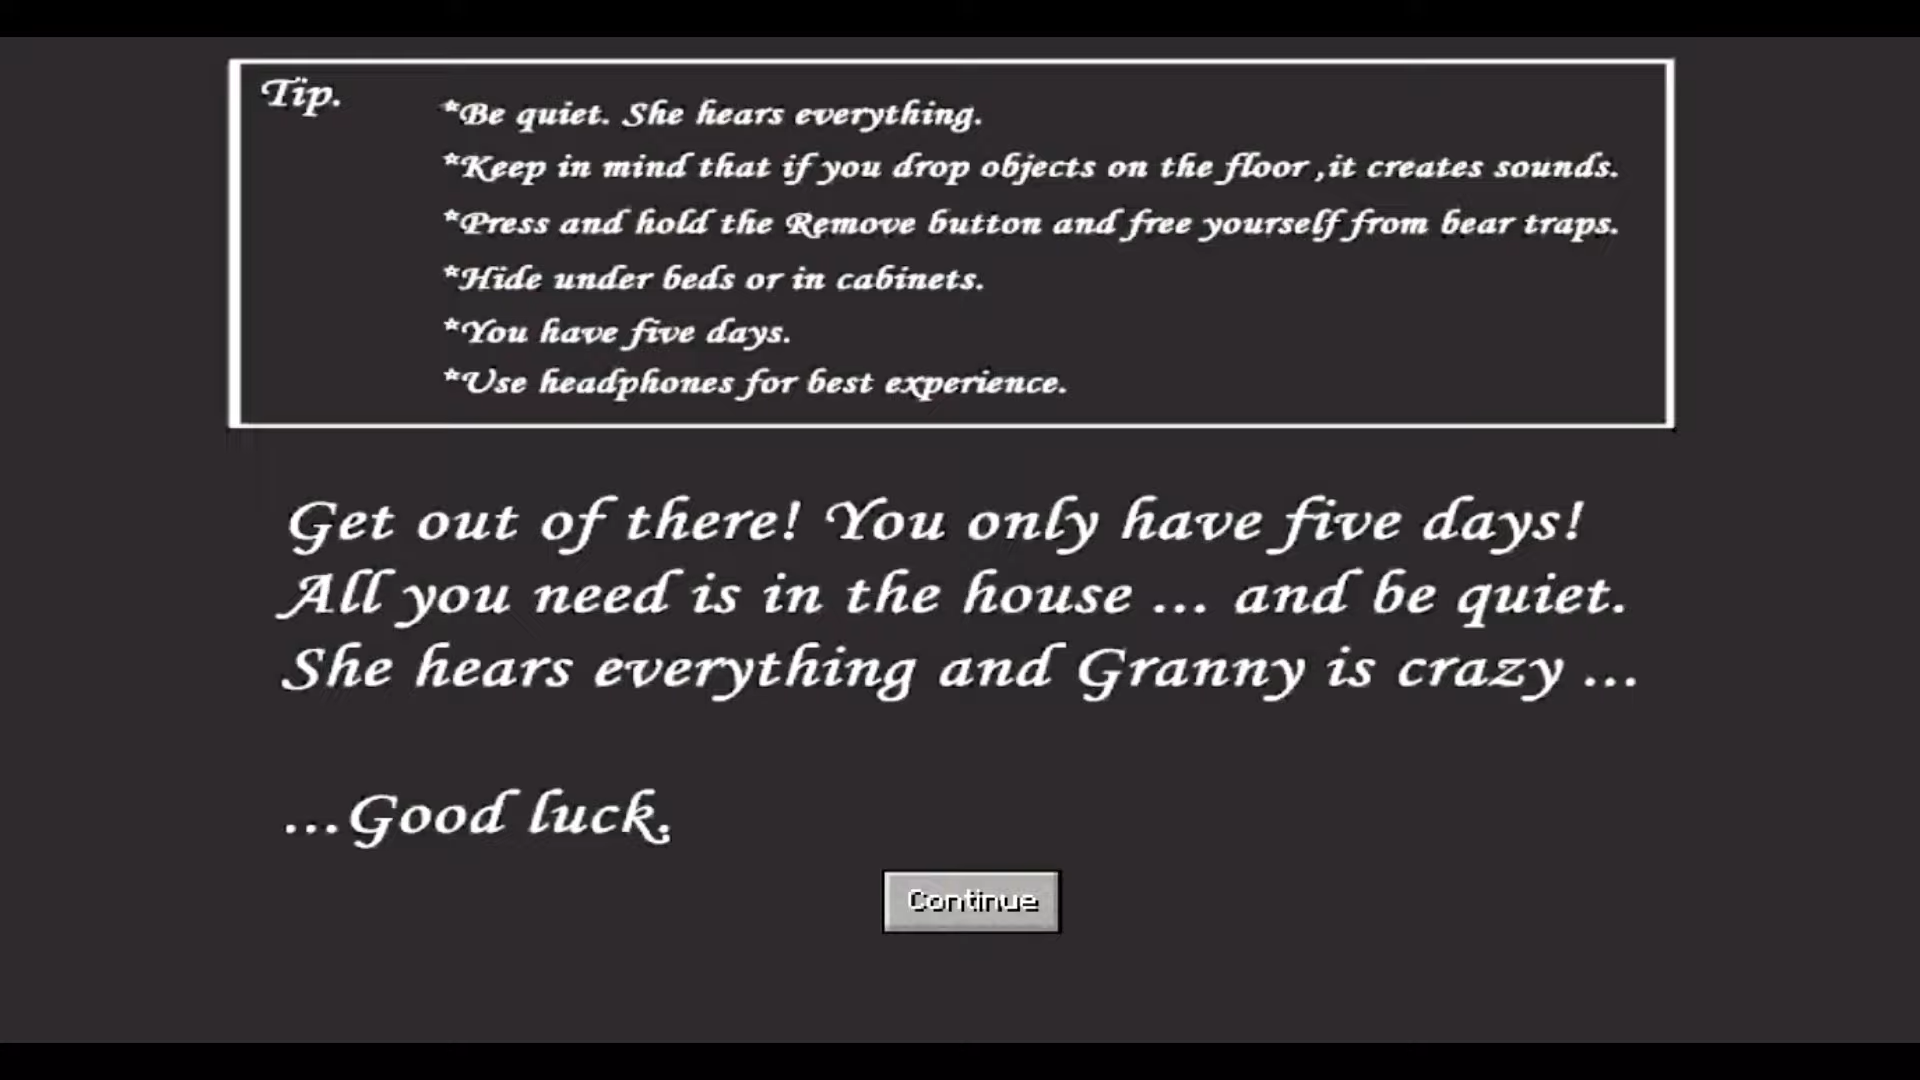 Tip.
*Be quiet. She hears everything.
*Keep in mind that if you drop objects on the floor ,it creates sounds.
*Press and hold the Remove button and free yourself from bear traps.
*Hide under beds or in cabinets.
*You have five days.
*Use headphones for best experience.
Get out of there! You only have five days!
All you need is in the house ... and be quiet.
She hears everything and Granny is crazy ...
...Good luck.
Continue